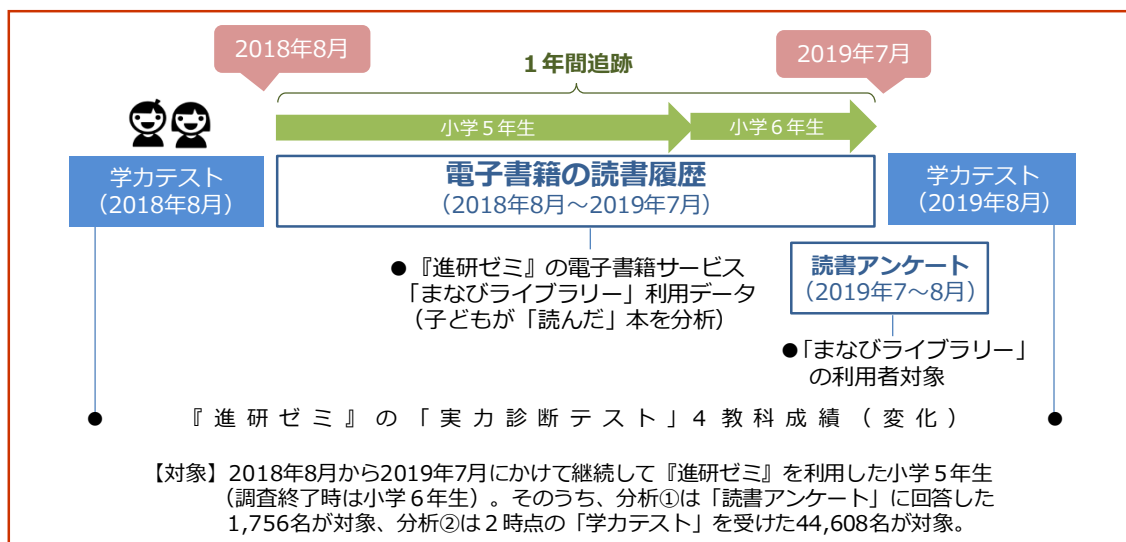 2018年8月
2019年7月
１年間追跡
小学５年生
小学６年生
学力テスト
（2018年8月）
電子書籍の読書履歴
（2018年8月～2019年7月）
学力テスト
（2019年8月）
●『進研ゼミ』の電子書籍サービス
「まなびライブラリー」利用データ
（子どもが「読んだ」本を分析）
読書アンケート
（2019年7～8月）
●「まなびライブラリー」
の利用者対象
『進研ゼミ』の「実力診断テスト」４教科成績（変化）
【対象】2018年8月から2019年7月にかけて継続して『進研ゼミ』を利用した小学５年生
（調査終了時は小学６年生）。そのうち、分析①は「読書アンケート」に回答した
1,756名が対象、分析②は２時点の「学力テスト」を受けた44,608名が対象。